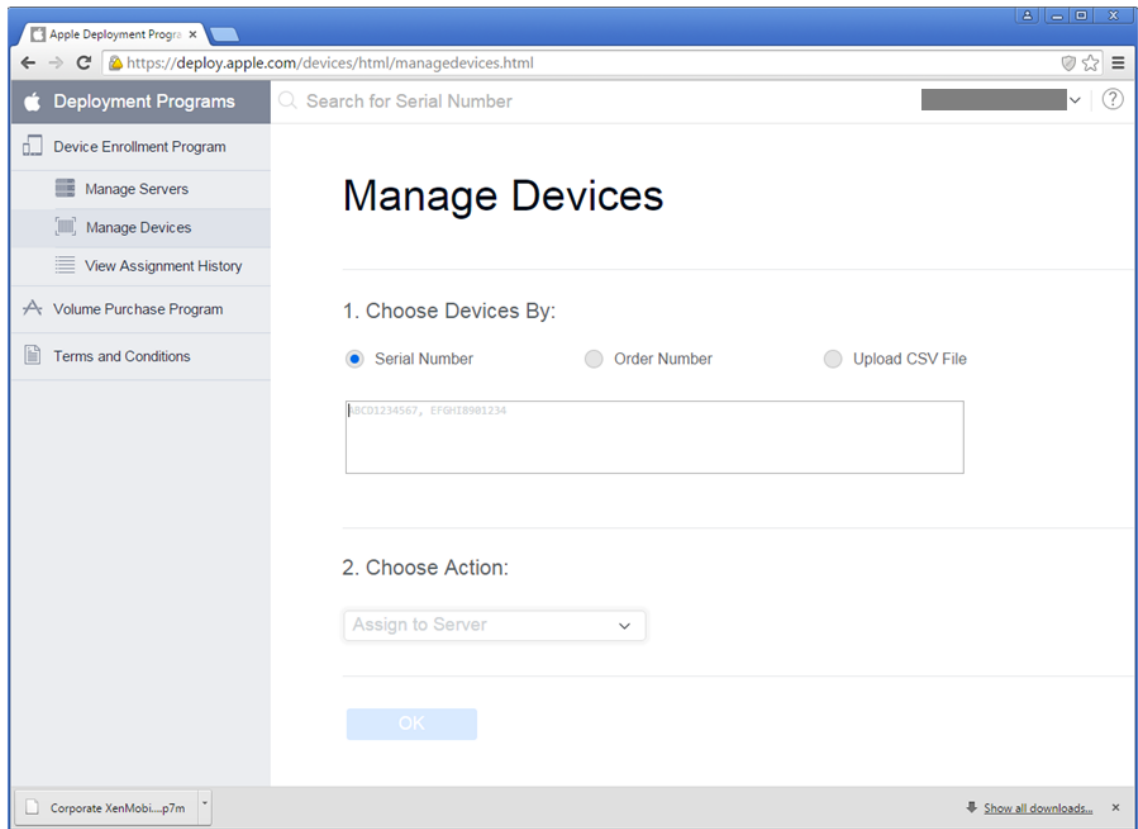 Apple Deployment Progra
https://deploy.apple.com/devices/html/managedevices.html
Deployment Programs
Search for Serial Number
Device Enrollment Program
Manage Servers
Manage Devices
View Assignment History
Volume Purchase Program
Terms and Conditions
Manage Devices
1. Choose Devices By:
Serial Number Order Number Upload CSV File
ABCD1234567, EFGHI8901234
2. Choose Action:
Assign to Server
OK
Corporate XenMobi....p7m
Show all downloads...